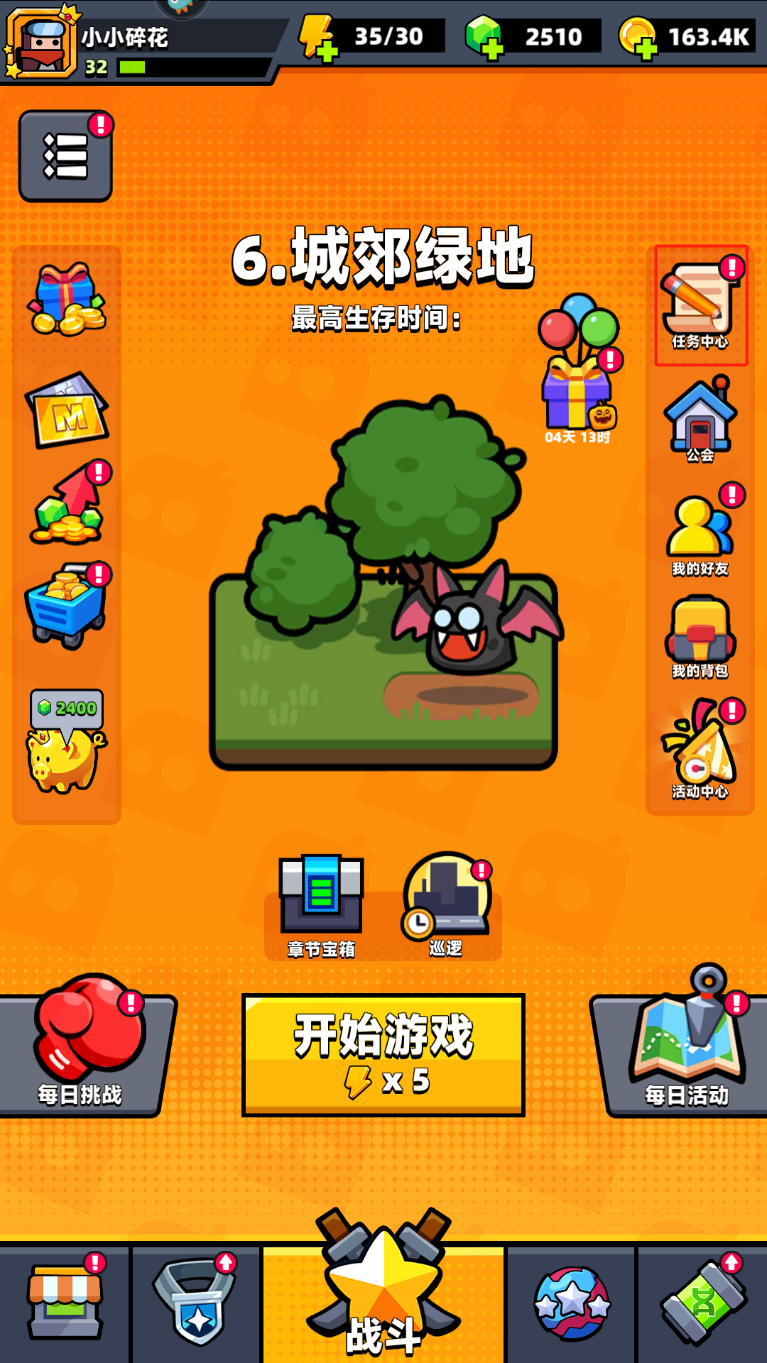 小小碎花
32
35/30
2510
163.4K
6.城郊绿地
最高生存时间：
04天 13时
M
2400
任务中心
公会
我的好友
我的背包
活动中心
章节宝箱
巡逻
每日挑战
开始游戏
x 5
每日活动
战斗